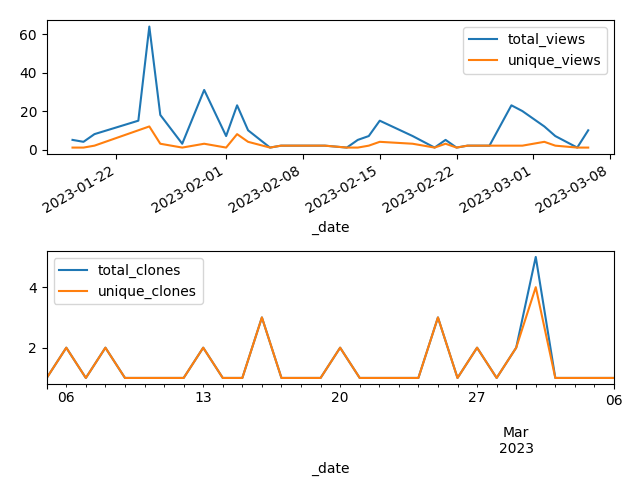 60
40
20
0
total_views
unique_views
2023-01-22
2023-02-01
2023-02-08
2023-02-15
2023-02-22
2023-03-01
2023-03-08
_date
4
2
total_clones
unique_clones
06
13
20
27
06
Mar
2023
_date